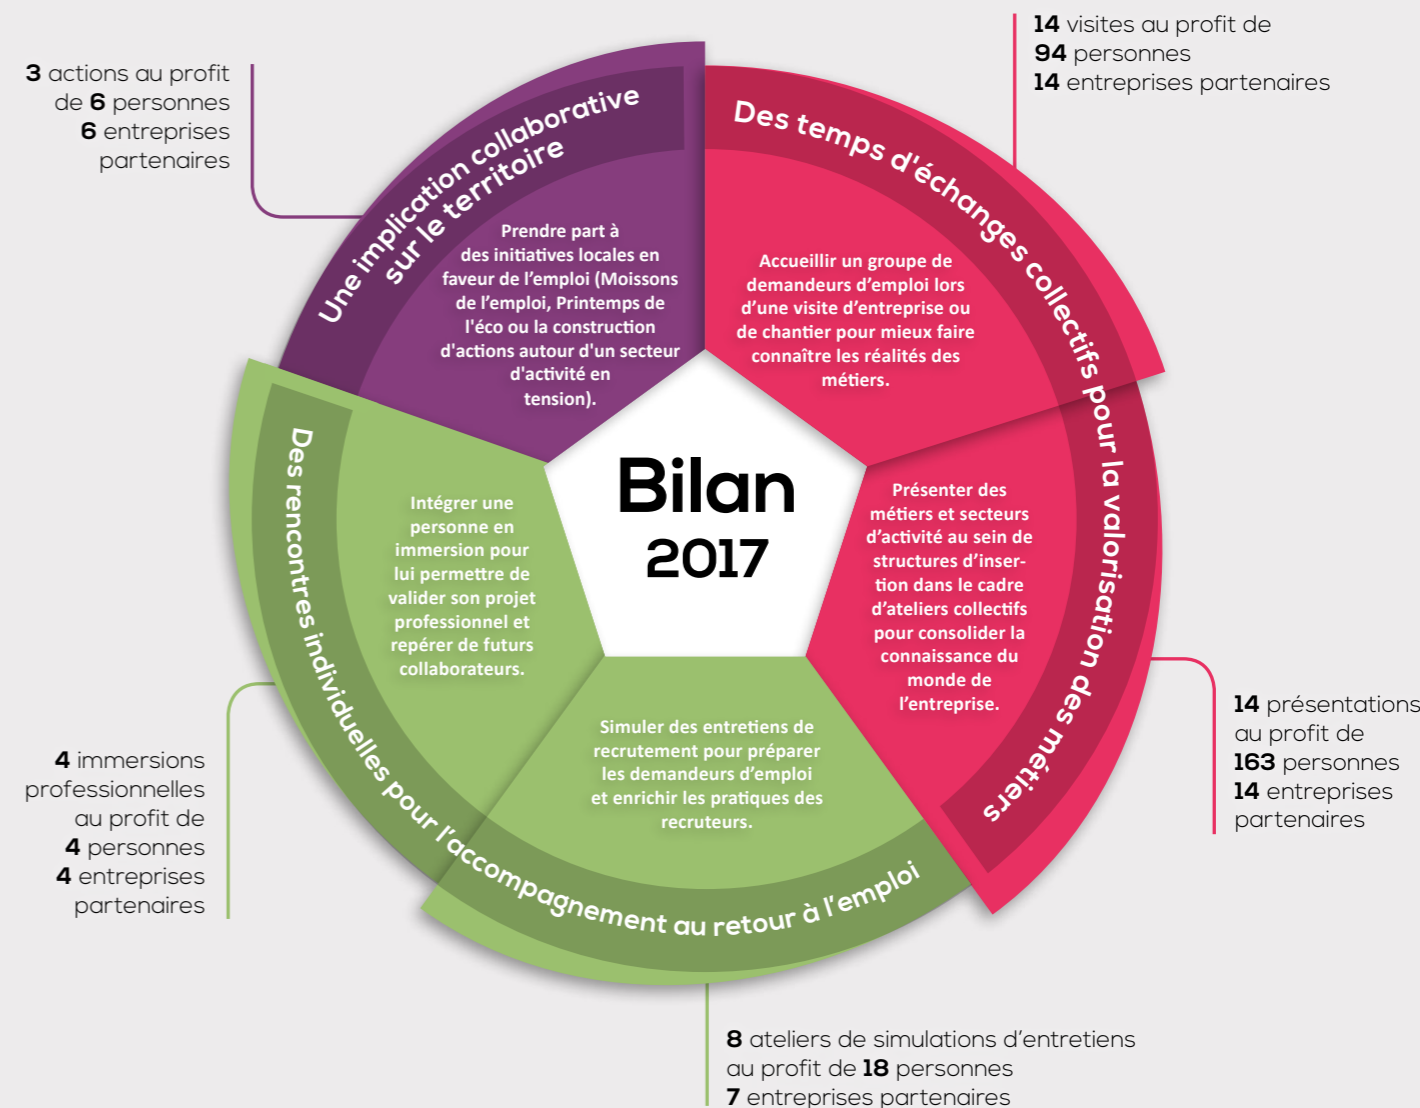 Bilan
2017
Une implication collaborative
sur le territoire
Prendre part à
des initiatives locales en
faveur de l’emploi (Moissons
de l’emploi, Printemps de
l'éco ou la construction
d'actions autour d'un secteur
d'activité en
tension).
3 actions au profit
de 6 personnes
6 entreprises
partenaires
Des temps d'échanges collectifs pour la valorisation des métiers
Accueillir un groupe de
demandeurs d’emploi lors
d’une visite d’entreprise ou
de chantier pour mieux faire
connaître les réalités des
métiers.
14 visites au profit de
94 personnes
14 entreprises partenaires
Présenter des
métiers et secteurs
d’activité au sein de
structures d’inser-
tion dans le cadre
d’ateliers collectifs
pour consolider la
connaissance du
monde de
l’entreprise.
14 présentations
au profit de
163 personnes
14 entreprises
partenaires
Des rencontres individuelles pour l’accompagnement au retour à l’emploi
Simuler des entretiens de
recrutement pour préparer
les demandeurs d’emploi
et enrichir les pratiques des
recruteurs.
8 ateliers de simulations d’entretiens
au profit de 18 personnes
7 entreprises partenaires
Intégrer une
personne en
immersion pour
lui permettre de
valider son projet
professionnel et
repérer de futurs
collaborateurs.
4 immersions
professionnelles
au profit de
4 personnes
4 entreprises
partenaires